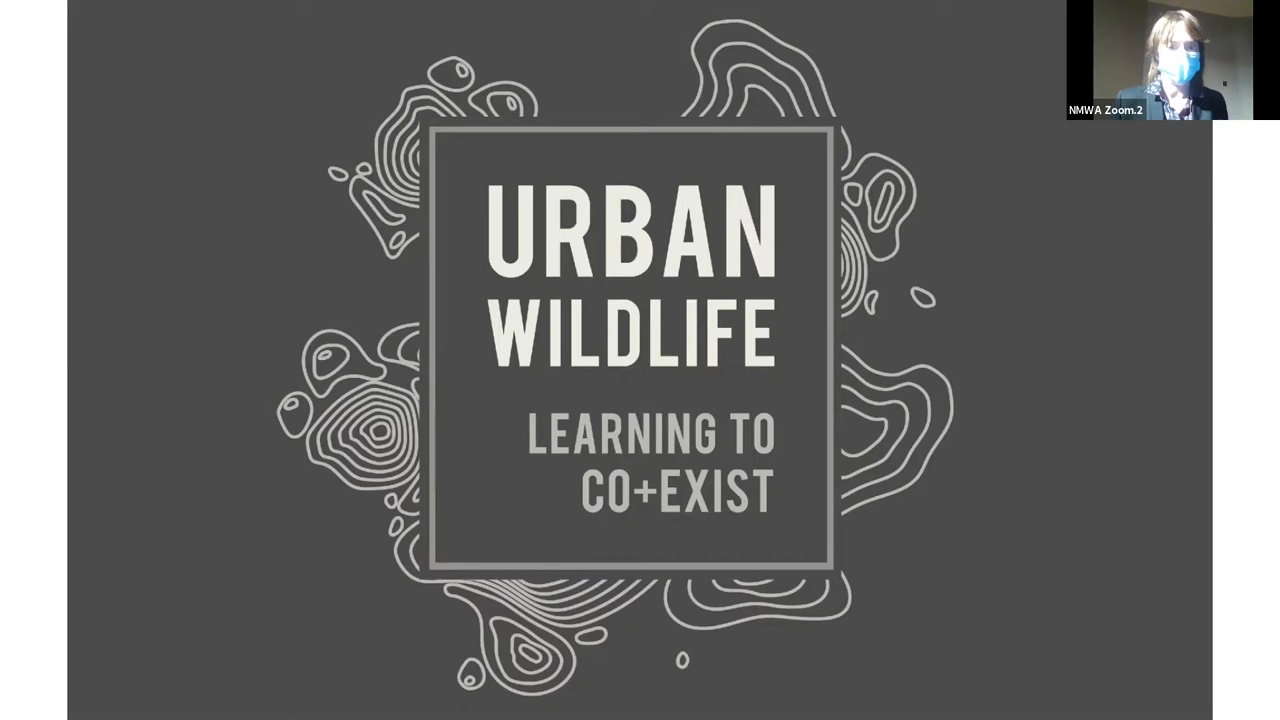 NMWA Zoom.2
URBAN
WILDLIFE
LEARNING TO
CO+EXIST